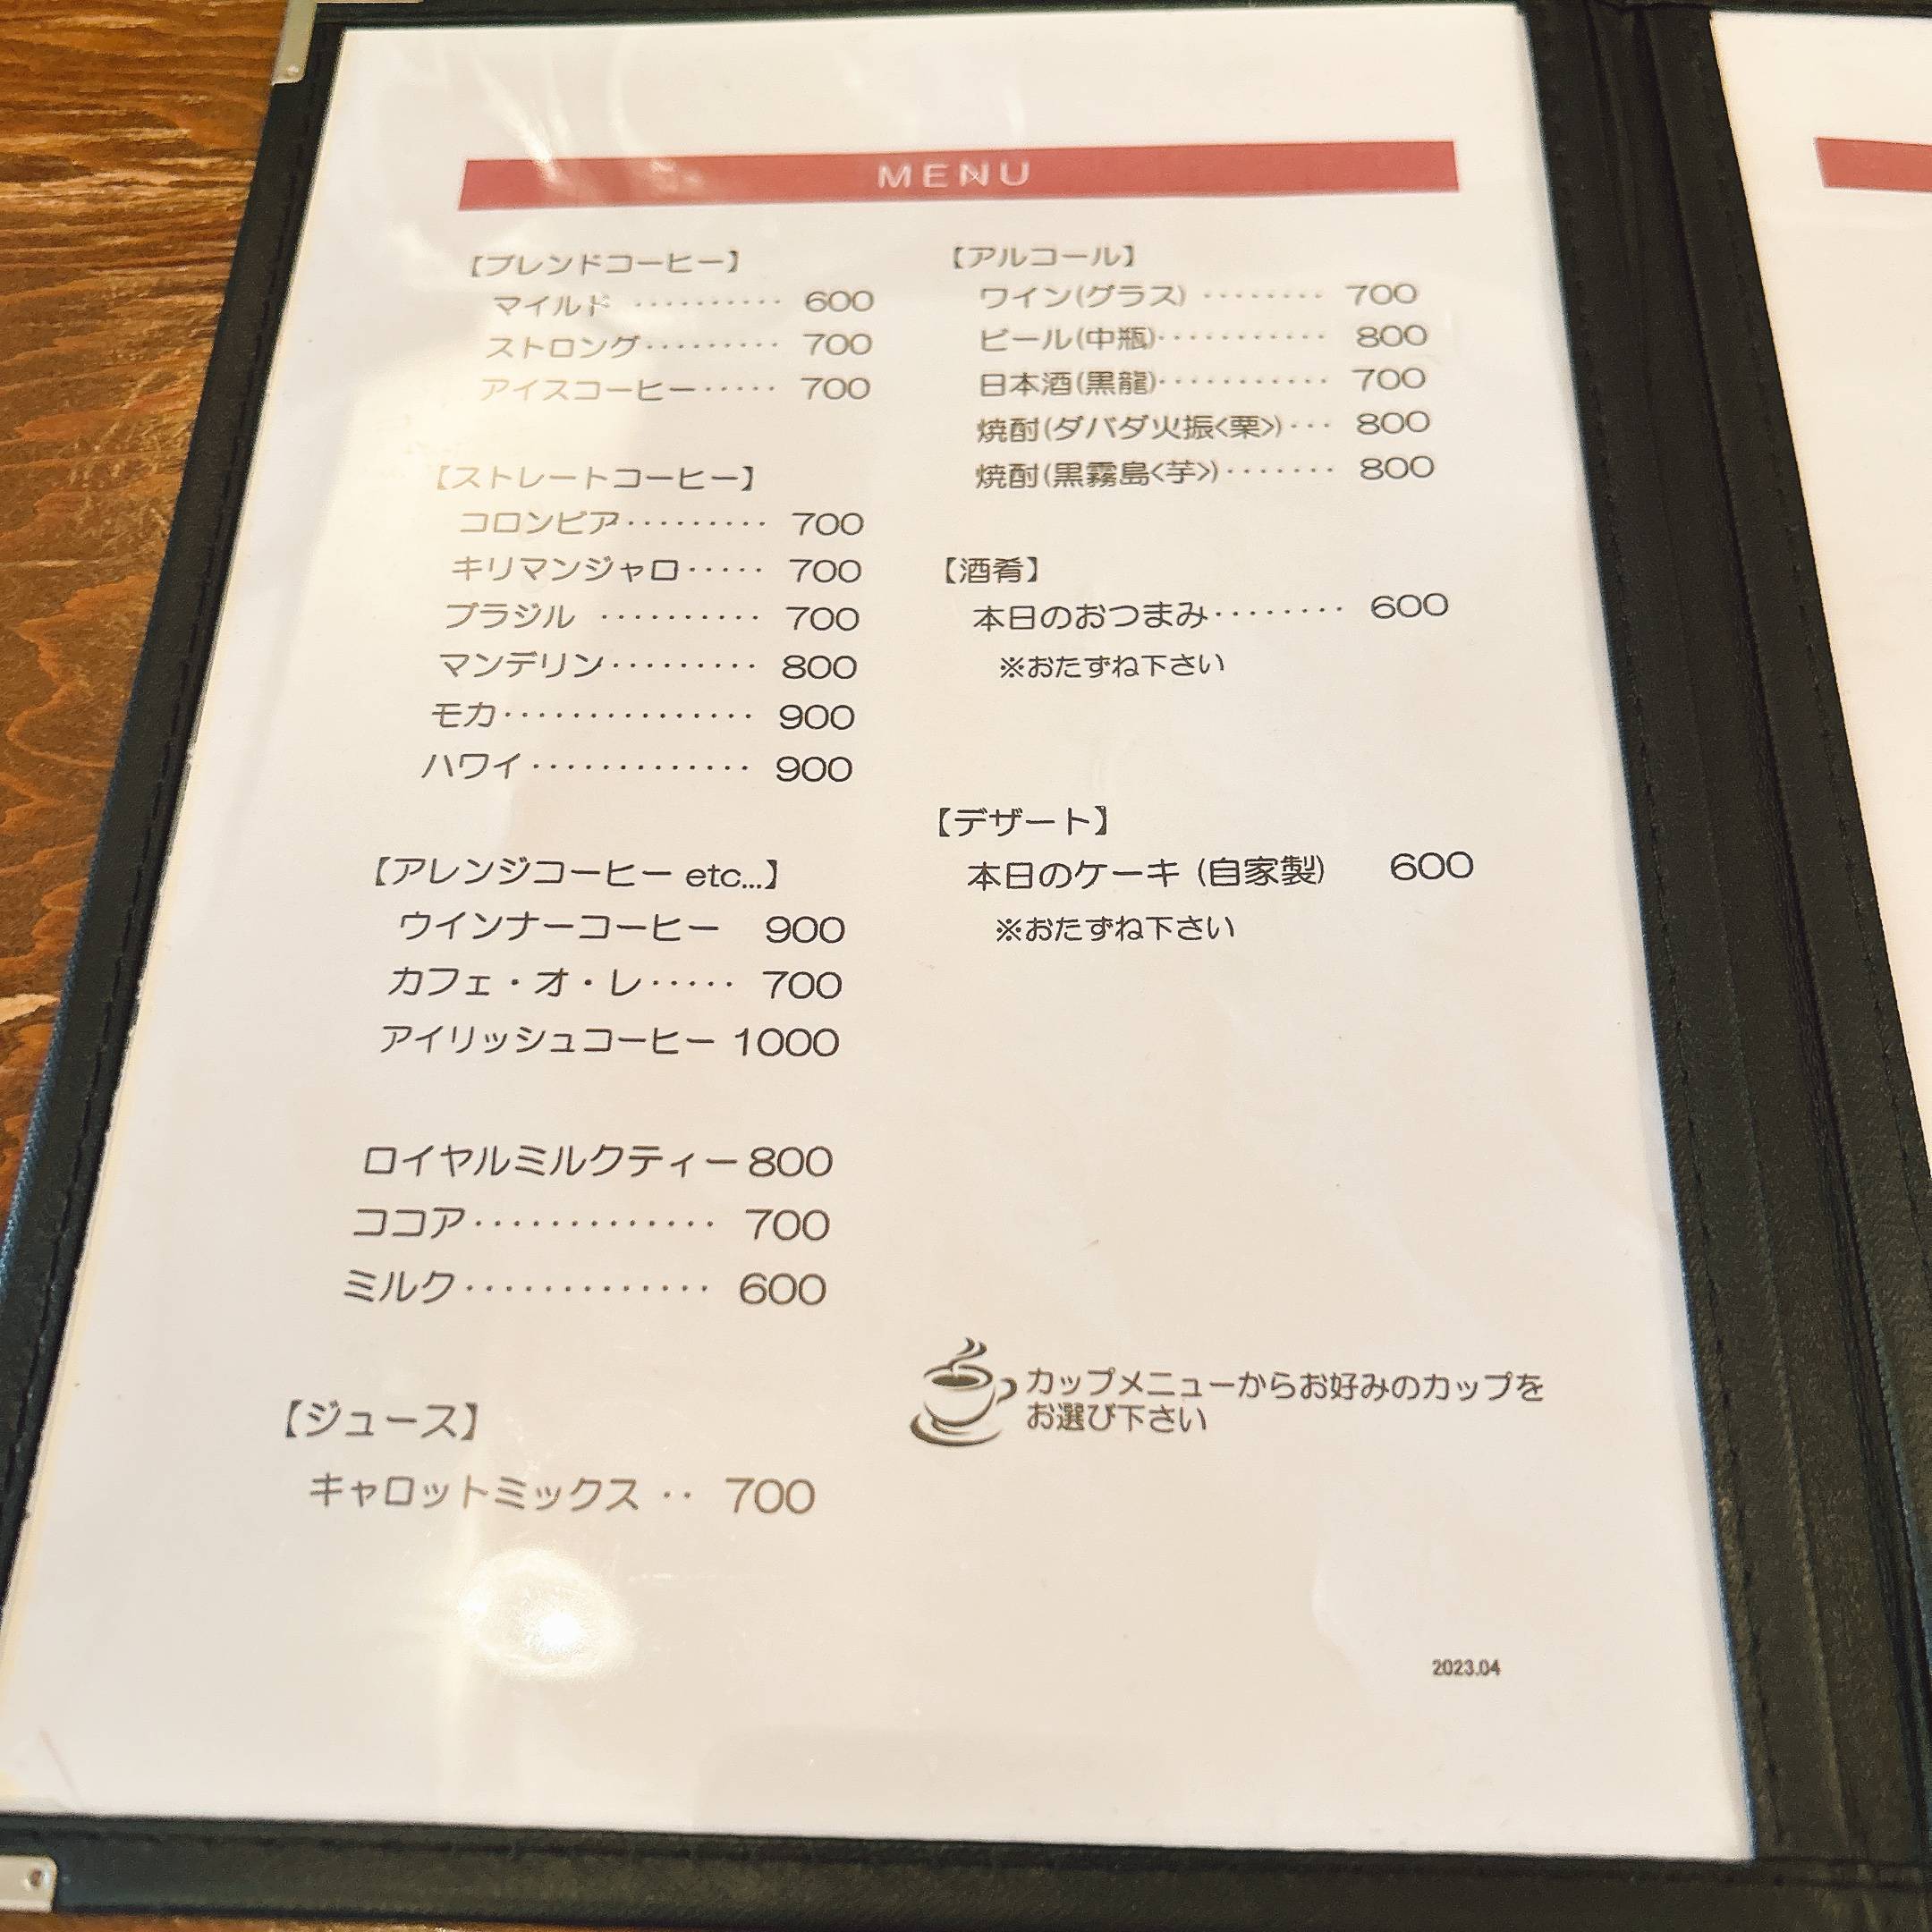 MENU
【ブレンドコーヒー】
マイルド ·········· 600
ストロング········· 700
アイスコーヒー····· 700
【ストレートコーヒー】
コロンビア········· 700
キリマンジャロ····· 700
ブラジル ·········· 700
マンデリン········· 800
モカ··············· 900
ハワイ············· 900
【アレンジコーヒー etc...】
ウインナーコーヒー 900
カフェ・オ・レ····· 700
アイリッシュコーヒー 1000
ロイヤルミルクティー 800
ココア············· 700
ミルク············· 600
【ジュース】
キャロットミックス ·· 700
【アルコール】
ワイン(グラス) ········ 700
ビール(中瓶)··········· 800
日本酒(黒龍)··········· 700
焼酎(ダバダ火振<栗>)··· 800
焼酎(黒霧島<芋>)······· 800
【酒肴】
本日のおつまみ········ 600
※おたずね下さい
【デザート】
本日のケーキ (自家製) 600
※おたずね下さい
カップメニューからお好みのカップを
お選び下さい
2023.04